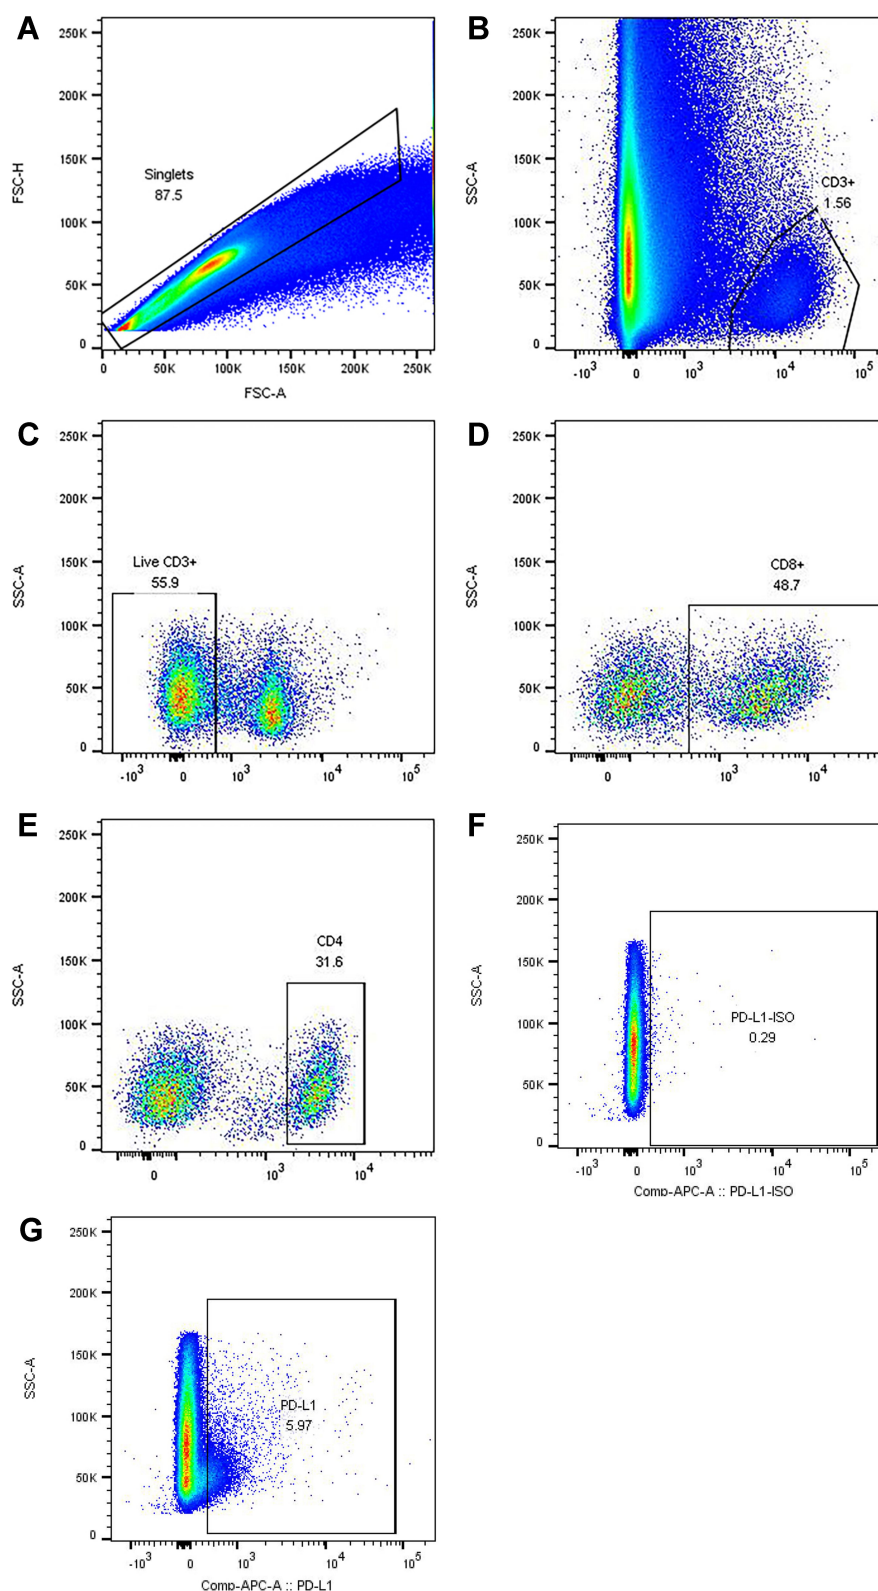 A
250K
200K
150K
100K
50K
0
FSC-H
Singlets
87.5
0
50K
100K
150K
200K
250K
FSC-A
B
250K
200K
150K
100K
50K
0
SSC-A
CD3+
1.56
-10³
0
10³
10⁴
10⁵
C
250K
200K
150K
100K
50K
0
SSC-A
Live CD3+
55.9
-10³
0
10³
10⁴
10⁵
D
250K
200K
150K
100K
50K
0
SSC-A
CD8+
48.7
0
10³
10⁴
E
250K
200K
150K
100K
50K
0
SSC-A
CD4
31.6
0
10³
10⁴
F
250K
200K
150K
100K
50K
0
SSC-A
PD-L1-ISO
0.29
-10³
0
10³
10⁴
10⁵
Comp-APC-A :: PD-L1-ISO
G
250K
200K
150K
100K
50K
0
SSC-A
PD-L1
5.97
-10³
0
10³
10⁴
10⁵
Comp-APC-A :: PD-L1